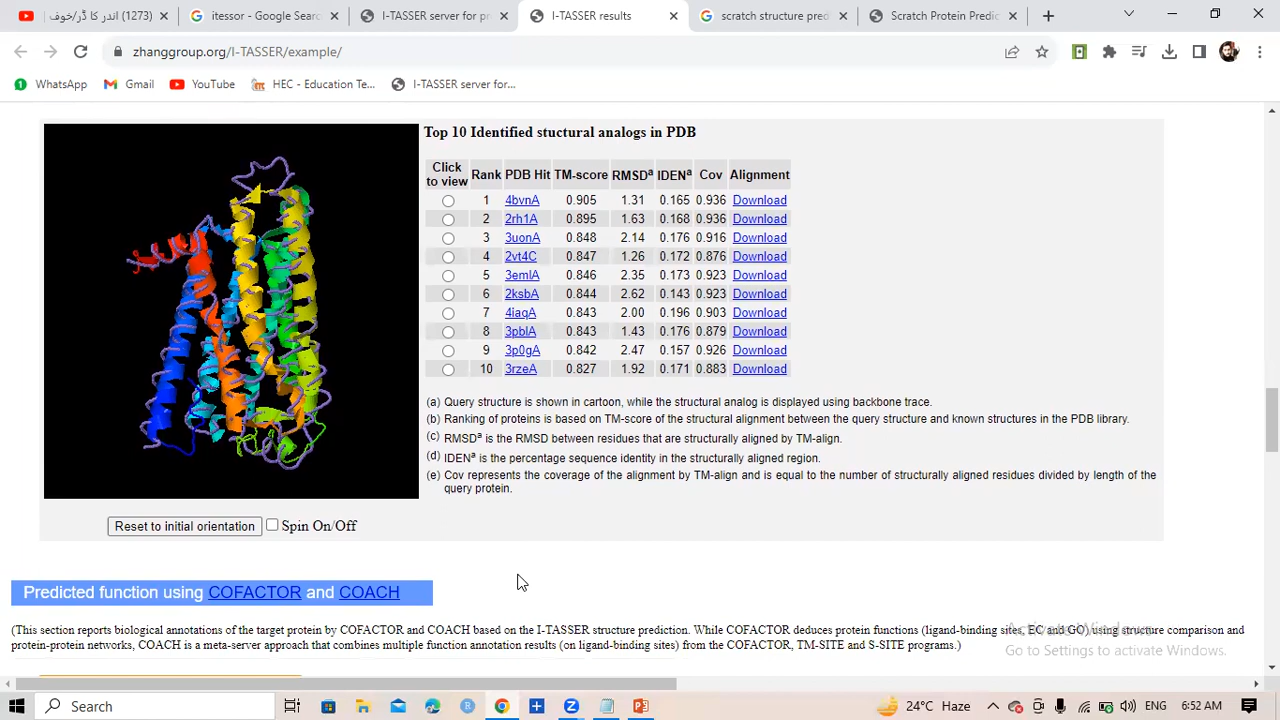 (1273) اندر کا ڈر/خوف
itessor - Google Searc
I-TASSER server for pr
I-TASSER results
scratch structure pred
Scratch Protein Predic
zhanggroup.org/I-TASSER/example/
WhatsApp
Gmail
YouTube
HEC - Education Te...
I-TASSER server for...
Top 10 Identified stuctural analogs in PDB
Click to view Rank PDB Hit TM-score RMSDa IDENa Cov Alignment
1 4bvnA 0.905 1.31 0.165 0.936 Download
2 2rh1A 0.895 1.63 0.168 0.936 Download
3 3uonA 0.848 2.14 0.176 0.916 Download
4 2vt4C 0.847 1.26 0.172 0.876 Download
5 3emlA 0.846 2.35 0.173 0.923 Download
6 2ksbA 0.844 2.62 0.143 0.923 Download
7 4iaqA 0.843 2.00 0.196 0.903 Download
8 3pblA 0.843 1.43 0.176 0.879 Download
9 3p0gA 0.842 2.47 0.157 0.926 Download
10 3rzeA 0.827 1.92 0.171 0.883 Download
(a) Query structure is shown in cartoon, while the structural analog is displayed using backbone trace.
(b) Ranking of proteins is based on TM-score of the structural alignment between the query structure and known structures in the PDB library.
(c) RMSDa is the RMSD between residues that are structurally aligned by TM-align.
(d) IDENa is the percentage sequence identity in the structurally aligned region.
(e) Cov represents the coverage of the alignment by TM-align and is equal to the number of structurally aligned residues divided by length of the
query protein.
Reset to initial orientation
Spin On/Off
Predicted function using COFACTOR and COACH
(This section reports biological annotations of the target protein by COFACTOR and COACH based on the I-TASSER structure prediction. While COFACTOR deduces protein functions (ligand-binding sites, EC and GO) using structure comparison and
protein-protein networks, COACH is a meta-server approach that combines multiple function annotation results (on ligand-binding sites) from the COFACTOR, TM-SITE and S-SITE programs.)
Activate Windows
Go to Settings to activate Windows.
Search
24°C Haze
ENG
6:52 AM